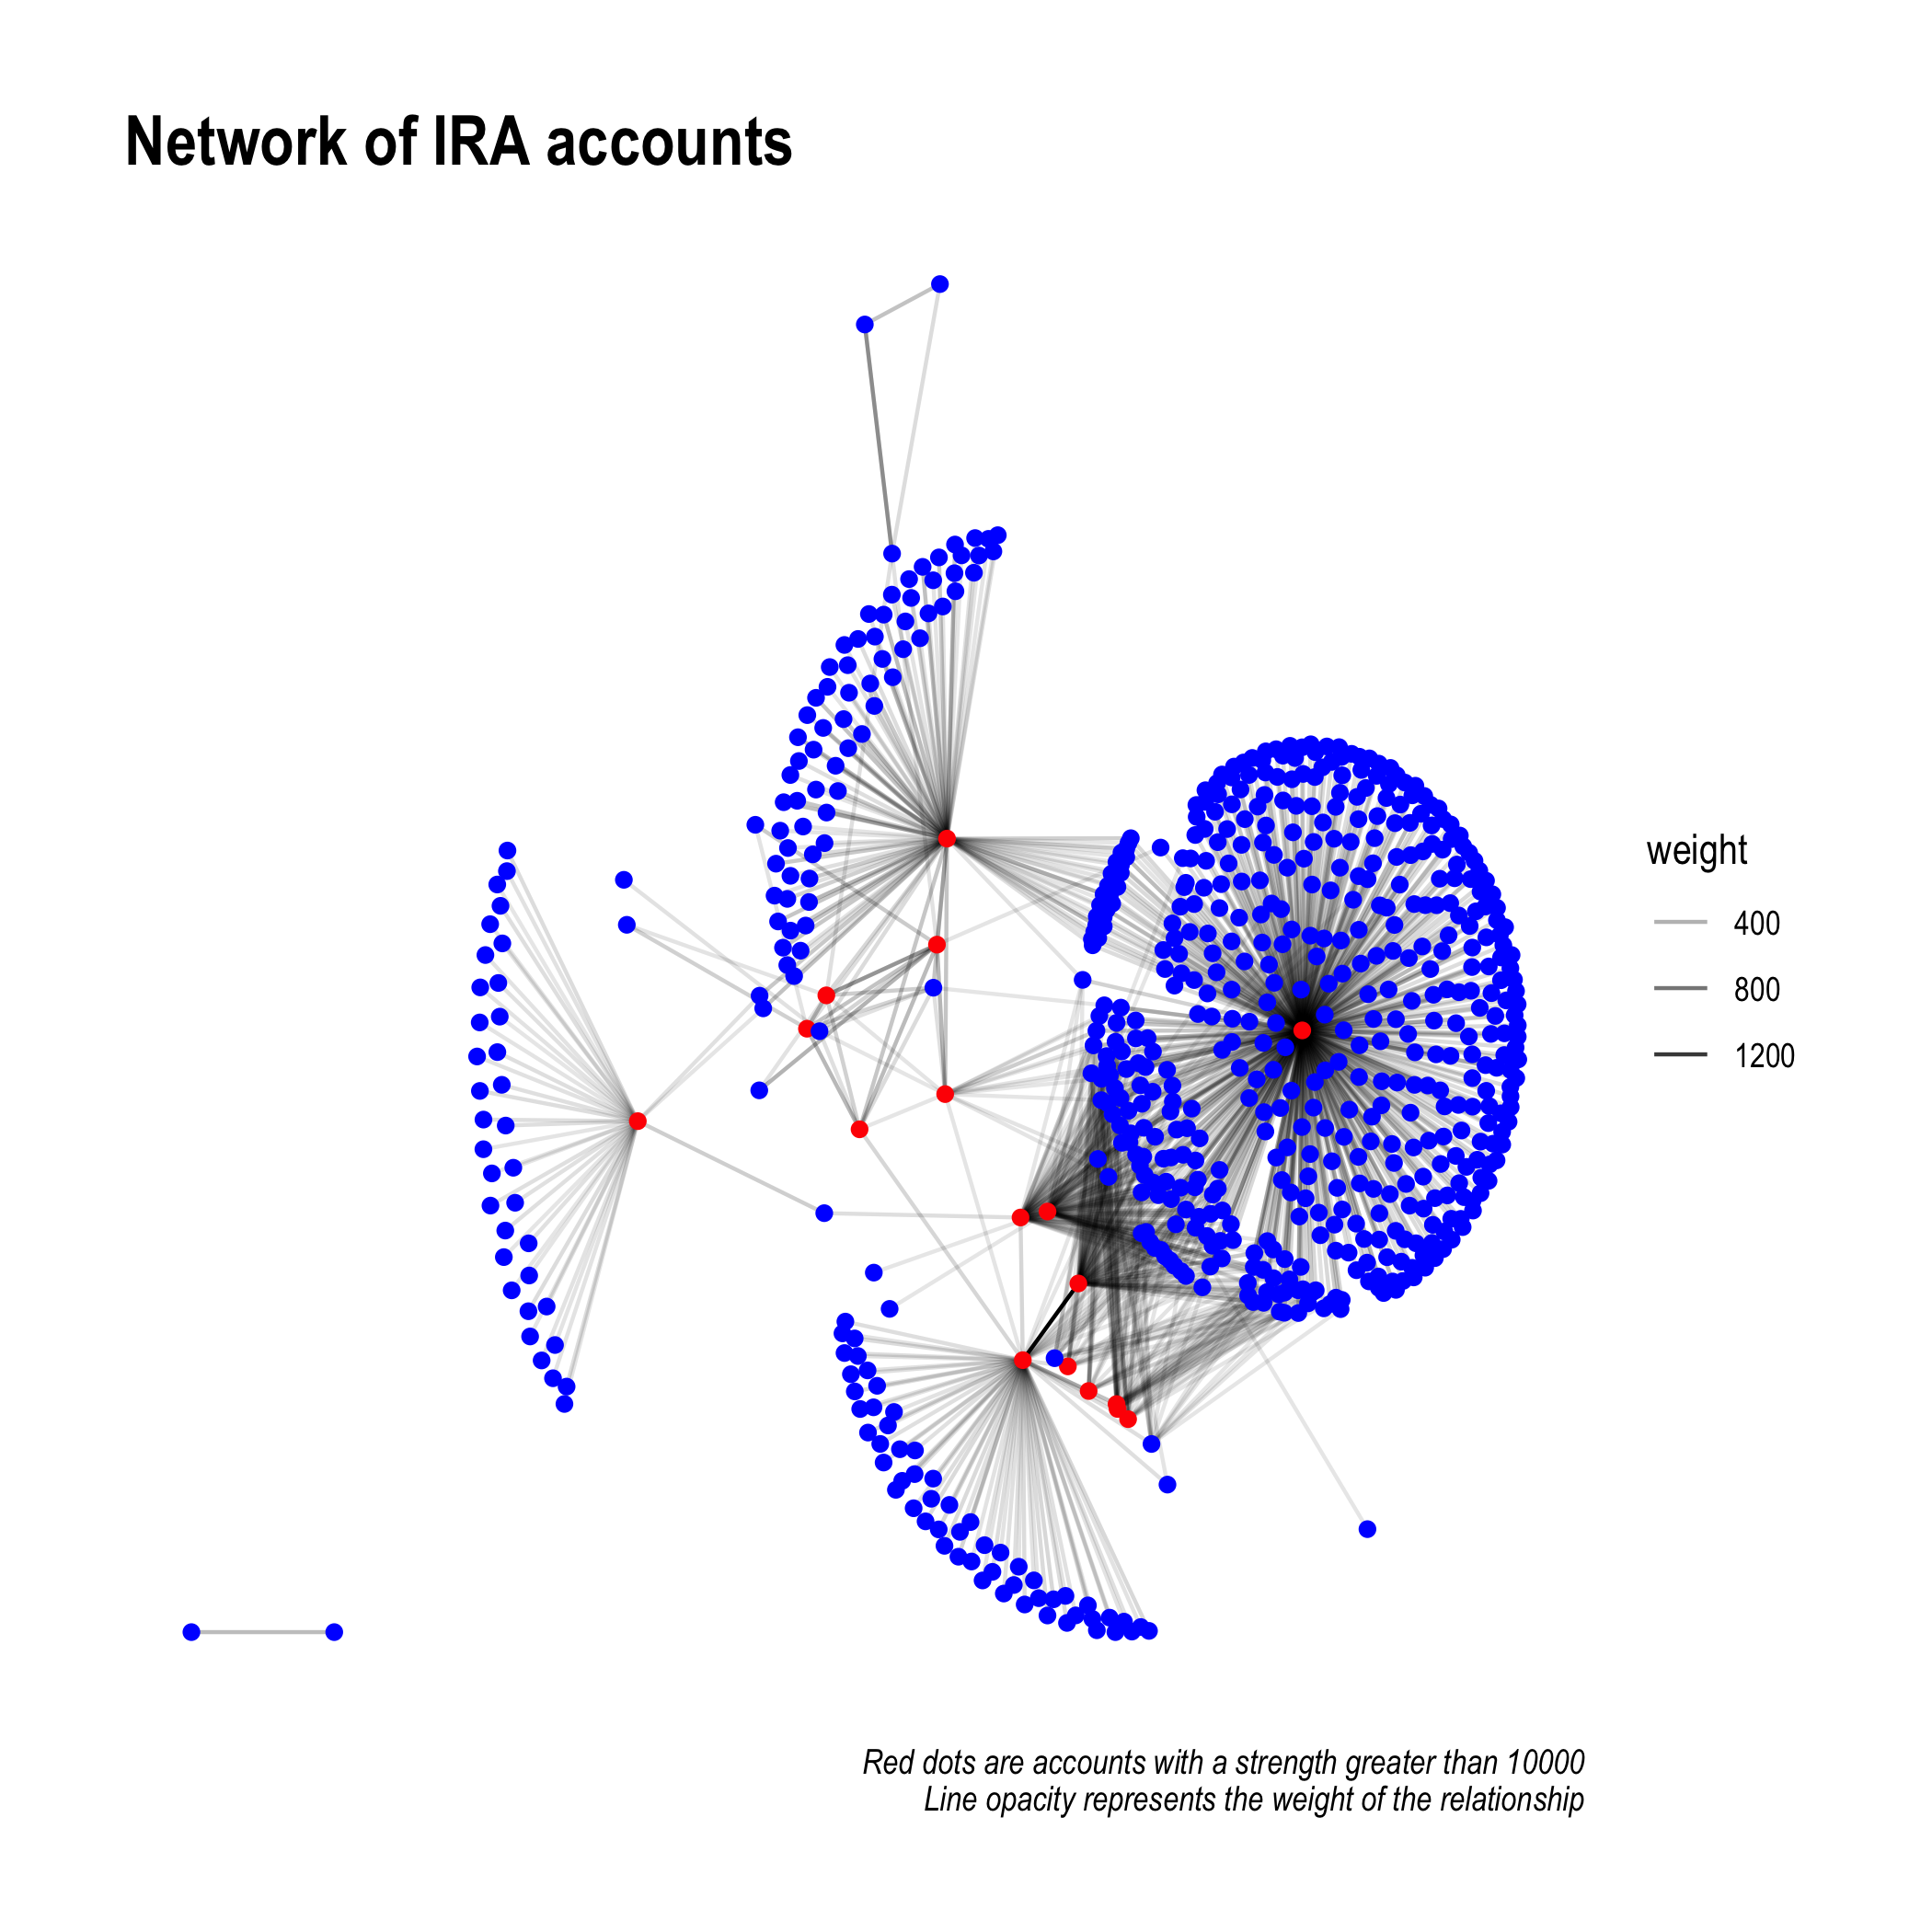 Network of IRA accounts
weight
400
800
1200
Red dots are accounts with a strength greater than 10000
Line opacity represents the weight of the relationship